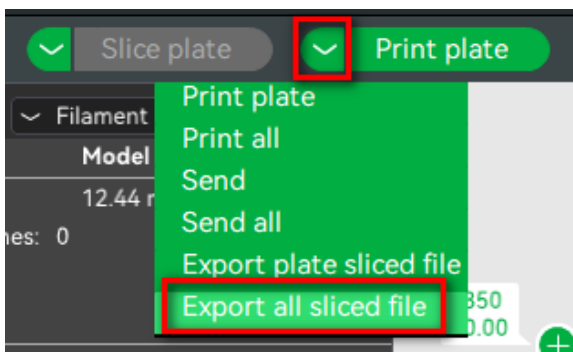 Slice plate
Print plate
Filament
Print plate
Model
Print all
12.44
Send
Send all
0
Export plate sliced file
Export all sliced file
350
0.00